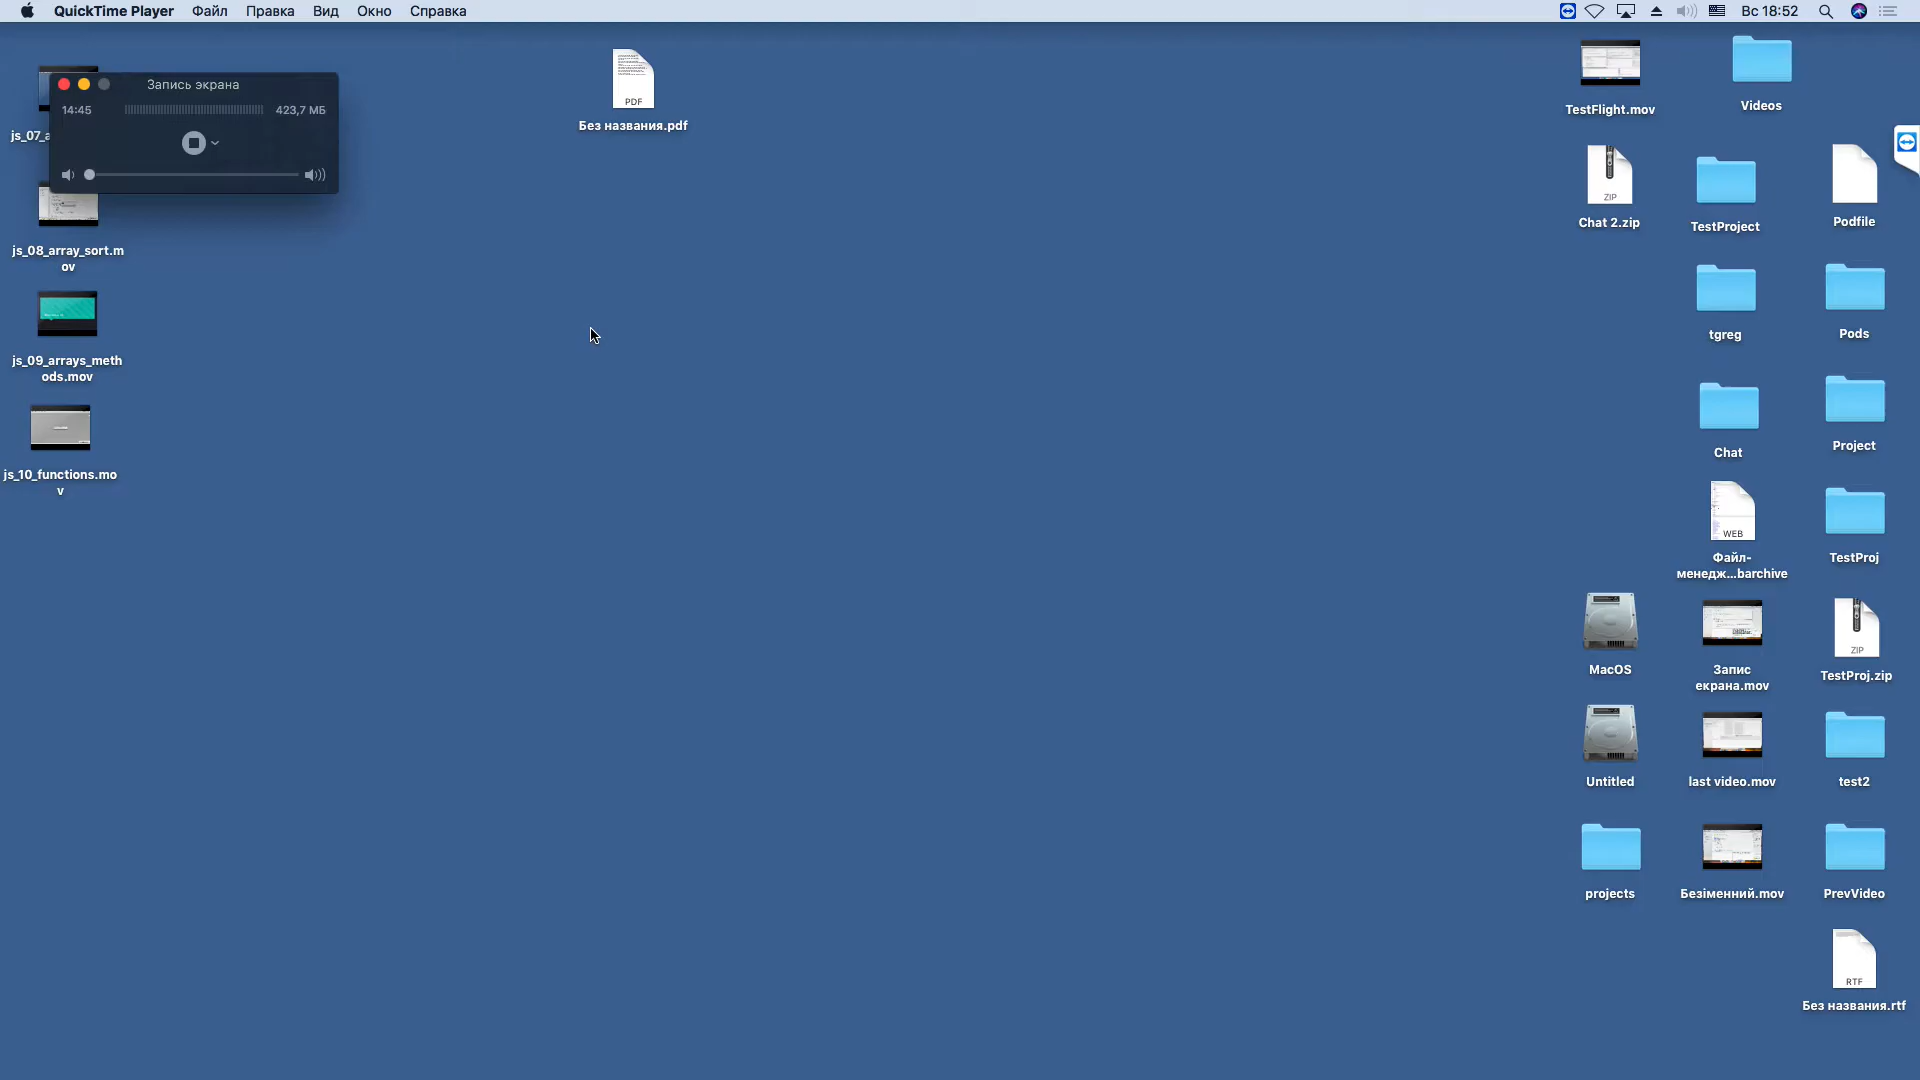 QuickTime Player Файл Правка Вид Окно Справка
Вс 18:52
Запись экрана
14:45 423,7 МБ
js_07_a
js_08_array_sort.m
ov
js_09_arrays_meth
ods.mov
js_10_functions.mo
v
PDF
Без названия.pdf
TestFlight.mov
Videos
ZIP
Chat 2.zip
TestProject
Podfile
tgreg
Pods
Chat
Project
WEB
Файл-
менедж...barchive
TestProj
MacOS
Запис
екрана.mov
ZIP
TestProj.zip
Untitled
last video.mov
test2
projects
Безіменний.mov
PrevVideo
RTF
Без названия.rtf